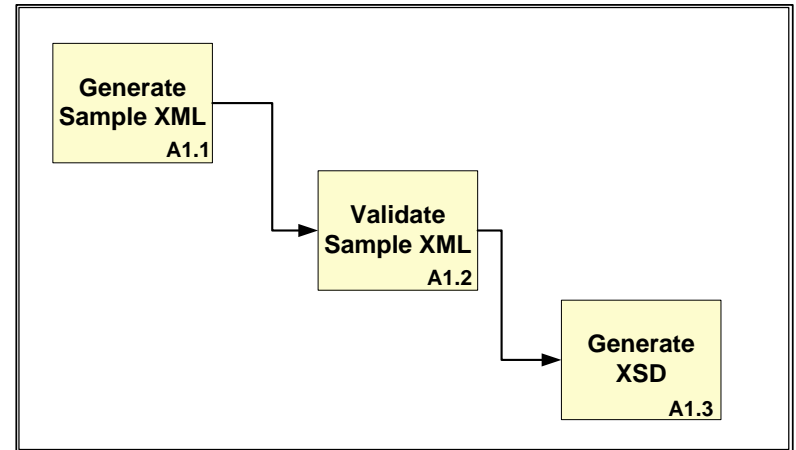 Generate
Sample XML
A1.1
Validate
Sample XML
A1.2
Generate
XSD
A1.3